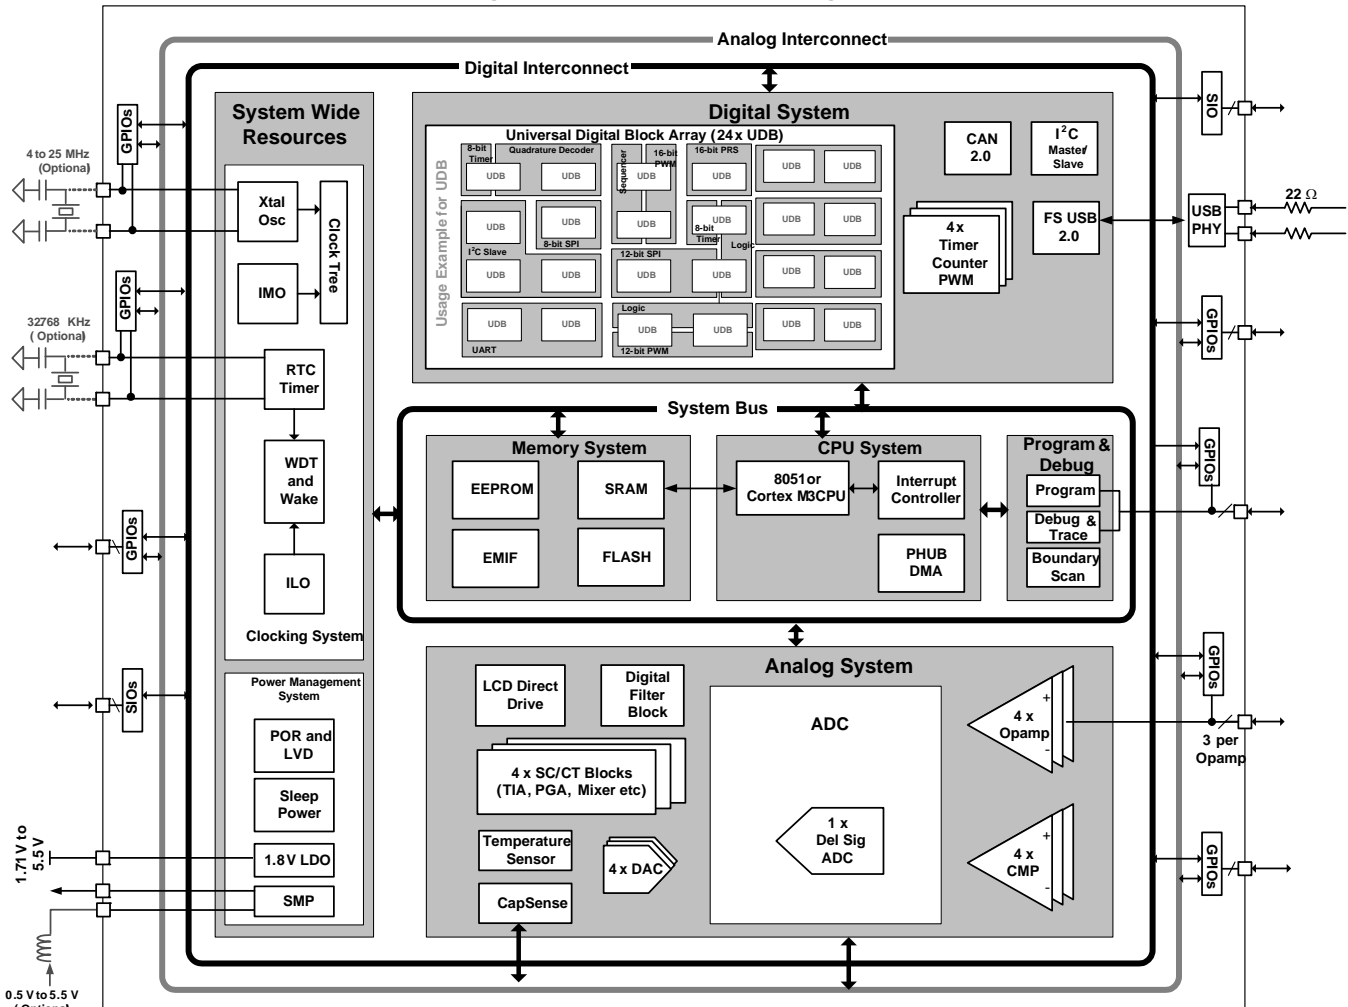 Analog Interconnect
Digital Interconnect
System Wide
Resources
4 to 25 MHz
(Optional)
GPIOs
Xtal
Osc
Clock Tree
IMO
GPIOs
32768 KHz
( Optional)
RTC
Timer
WDT
and
Wake
GPIOs
ILO
Clocking System
SIOs
Power Management
System
POR and
LVD
Sleep
Power
1.71 V to
5.5 V
1.8 V LDO
SMP
0.5 V to 5.5 V
( Optional)
Digital System
Universal Digital Block Array (24 x UDB)
Usage Example for UDB
8-bit
Timer
Quadrature Decoder
Sequencer
16-bit
PWM
16-bit PRS
UDB
UDB
UDB
UDB
UDB
UDB
UDB
UDB
UDB
UDB
UDB
UDB
I2C Slave
8-bit SPI
12-bit SPI
8-bit
Timer
Logic
UDB
UDB
UDB
UDB
UDB
UDB
Logic
UDB
UDB
UDB
UDB
UDB
UDB
UART
12-bit PWM
CAN
2.0
I2C
Master/
Slave
4 x
Timer
Counter
PWM
FS USB
2.0
SIO
USB
PHY
22 Ω
GPIOs
System Bus
Memory System
EEPROM
SRAM
EMIF
FLASH
CPU System
8051 or
Cortex M3CPU
Interrupt
Controller
PHUB
DMA
Program &
Debug
Program
Debug &
Trace
Boundary
Scan
GPIOs
Analog System
LCD Direct
Drive
Digital
Filter
Block
ADC
4 x
Opamp
+
-
GPIOs
3 per
Opamp
4 x SC/CT Blocks
(TIA, PGA, Mixer etc)
Temperature
Sensor
4 x DAC
1 x
Del Sig
ADC
4 x
CMP
+
-
GPIOs
CapSense